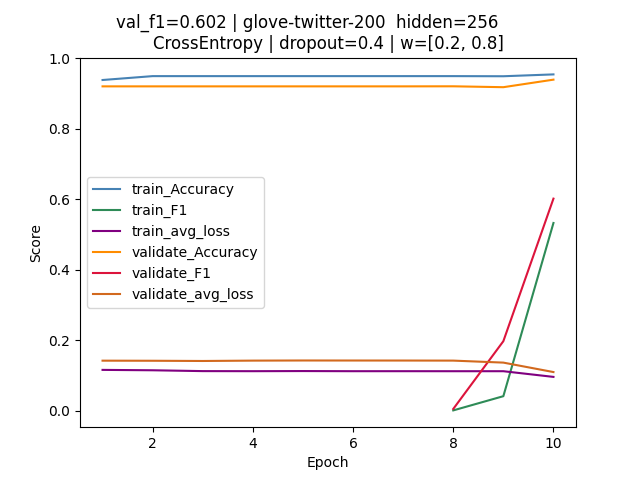 val_f1=0.602 | glove-twitter-200  hidden=256
CrossEntropy | dropout=0.4 | w=[0.2, 0.8]
1.0
0.8
0.6
0.4
0.2
0.0
Score
train_Accuracy
train_F1
train_avg_loss
validate_Accuracy
validate_F1
validate_avg_loss
2 4 6 8 10
Epoch